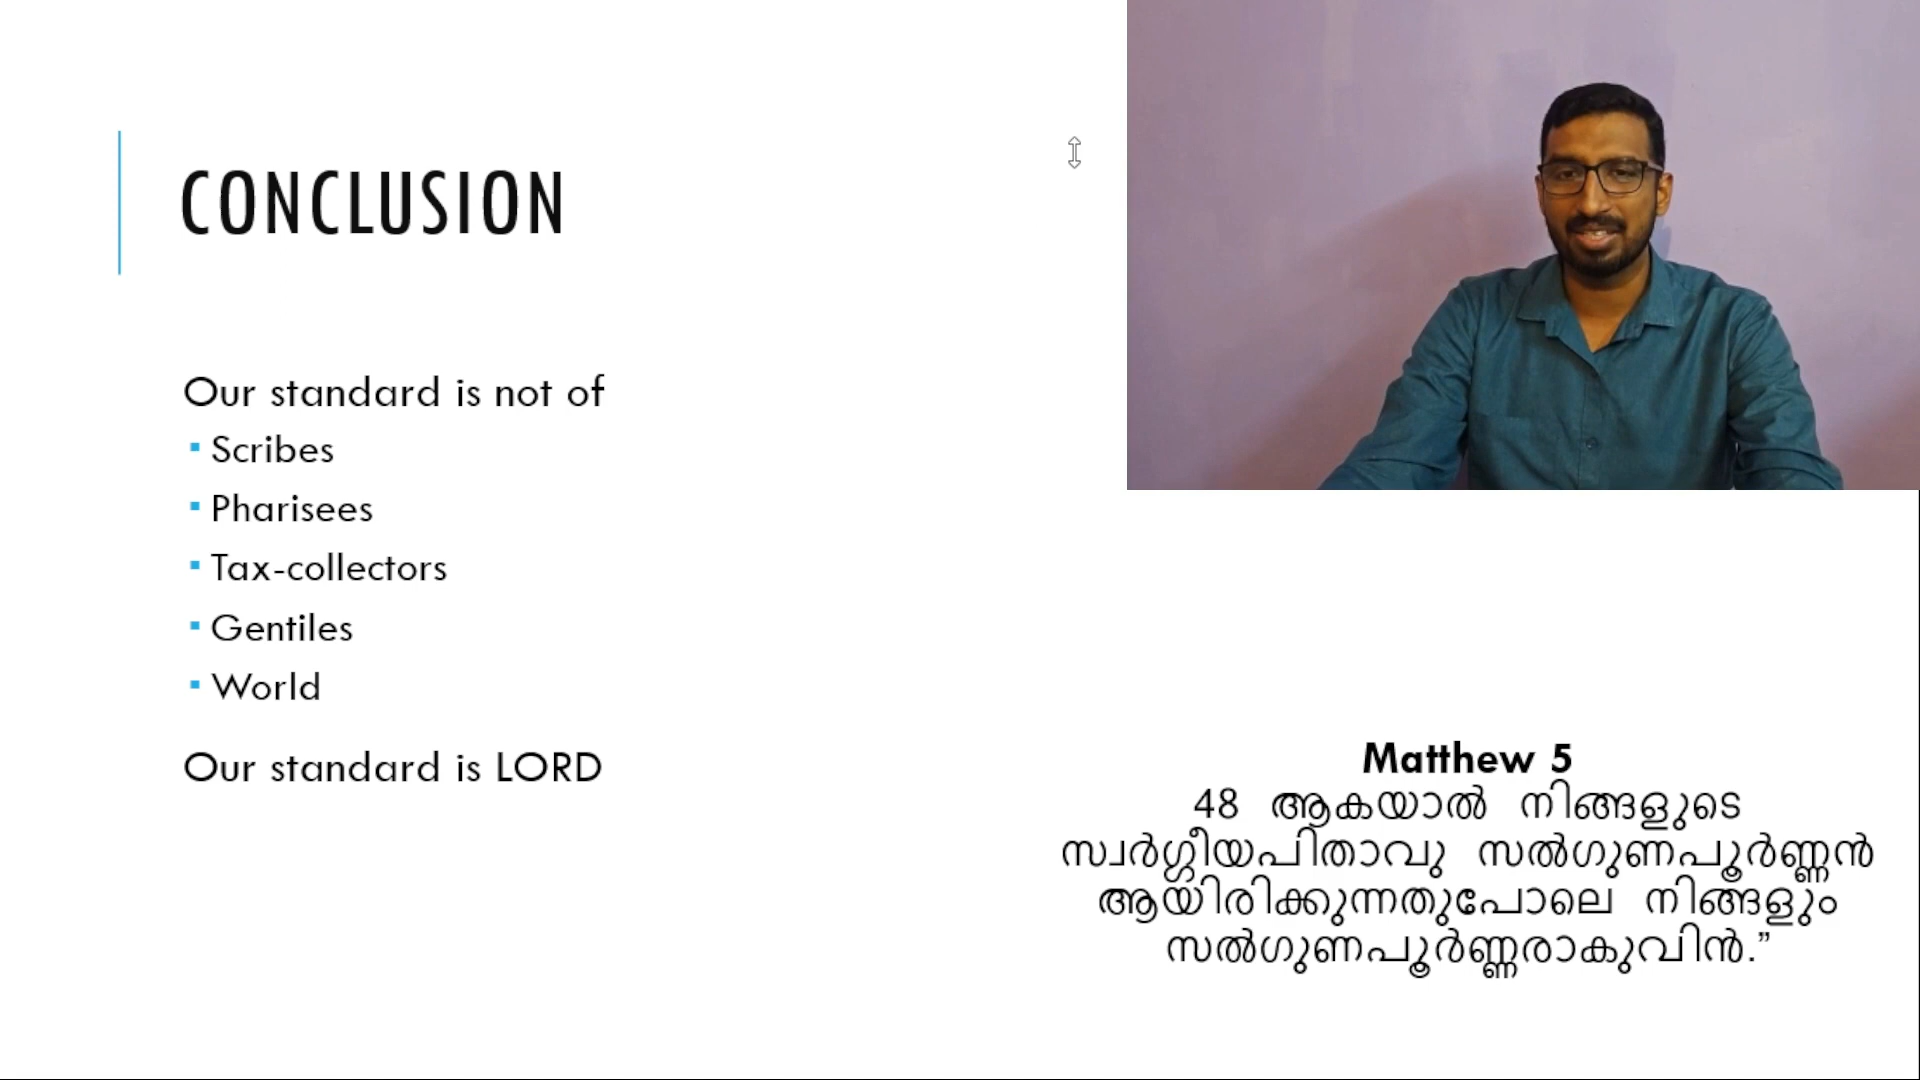 CONCLUSION
Our standard is not of
Scribes
Pharisees
Tax-collectors
Gentiles
World
Our standard is LORD
Matthew 5
48 ആകയാൽ നിങ്ങളുടെ
സ്വർഗ്ഗീയപിതാവു സൽഗുണപൂർണ്ണൻ
ആയിരിക്കുന്നതുപോലെ നിങ്ങളും
സൽഗുണപൂർണ്ണരാകുവിൻ.”